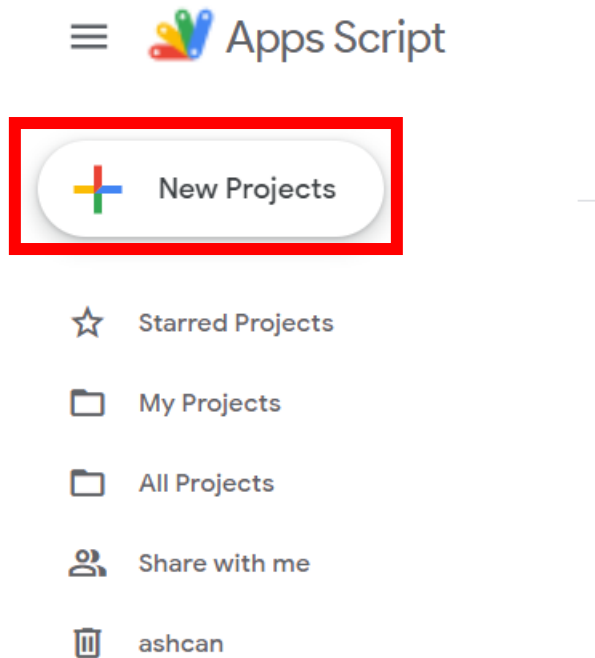 Apps Script
New Projects
Starred Projects
My Projects
All Projects
Share with me
ashcan